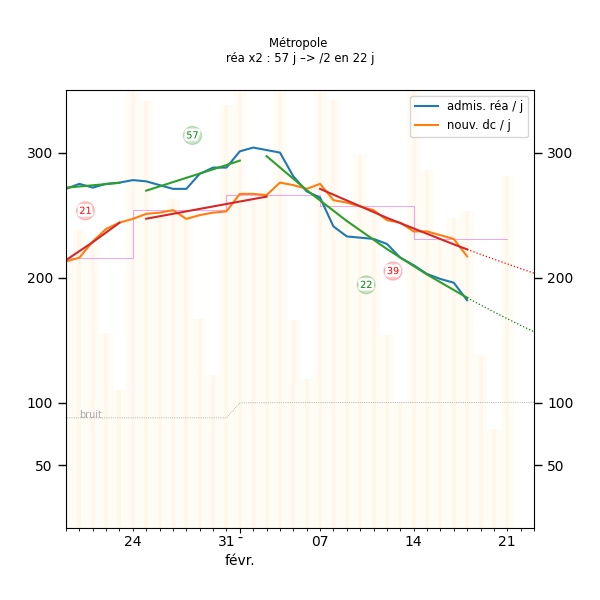 Métropole
réa x2 : 57 j –> /2 en 22 j
admis. réa / j
nouv. dc / j
300
300
57
21
200
200
39
22
100
100
bruit
50
50
24
31
07
14
21
févr.